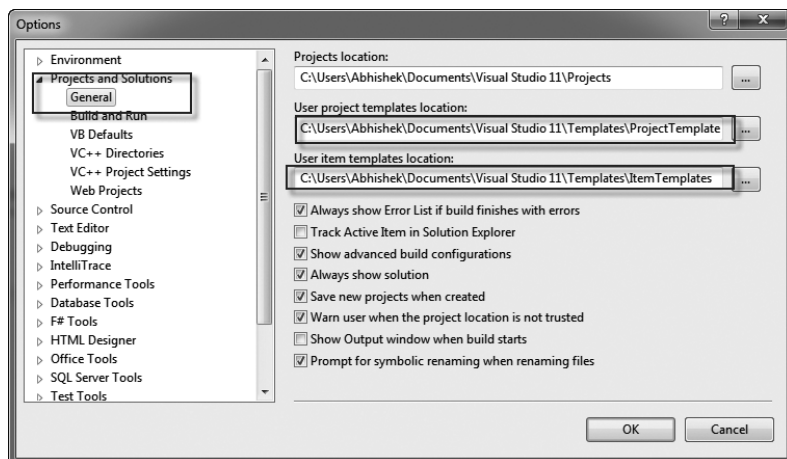 Options
Environment
Projects and Solutions
General
Build and Run
VB Defaults
VC++ Directories
VC++ Project Settings
Web Projects
Source Control
Text Editor
Debugging
IntelliTrace
Performance Tools
Database Tools
F# Tools
HTML Designer
Office Tools
SQL Server Tools
Test Tools
Projects location:
C:\Users\Abhishek\Documents\Visual Studio 11\Projects
...
User project templates location:
C:\Users\Abhishek\Documents\Visual Studio 11\Templates\ProjectTemplate
...
User item templates location:
C:\Users\Abhishek\Documents\Visual Studio 11\Templates\ItemTemplates
...
Always show Error List if build finishes with errors
Track Active Item in Solution Explorer
Show advanced build configurations
Always show solution
Save new projects when created
Warn user when the project location is not trusted
Show Output window when build starts
Prompt for symbolic renaming when renaming files
OK
Cancel